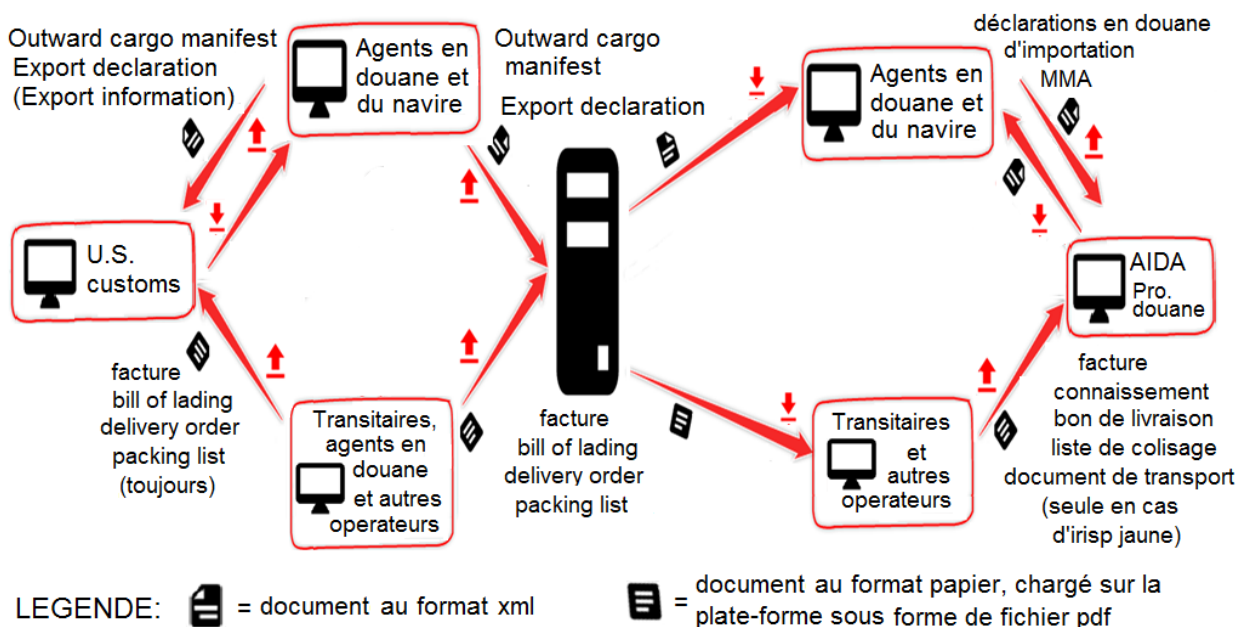 Outward cargo manifest
Export declaration
(Export information)
Agents en
douane et
du navire
Outward cargo
manifest
Export declaration
Agents en
douane et
du navire
déclarations en douane
d'importation
MMA
U.S.
customs
AIDA
Pro.
douane
facture
bill of lading
delivery order
packing list
(toujours)
Transitaires,
agents en
douane
et autres
operateurs
facture
bill of lading
delivery order
packing list
Transitaires
et
autres
operateurs
facture
connaissement
bon de livraison
liste de colisage
document de transport
(seule en cas
d'irisp jaune)
LEGENDE:
= document au format xml
= document au format papier, chargé sur la
plate-forme sous forme de fichier pdf